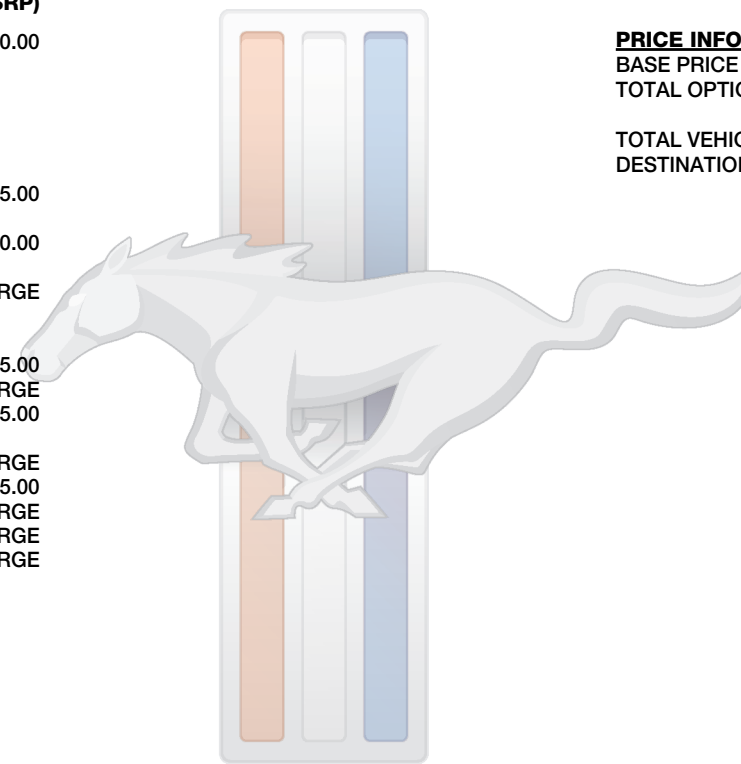 SRP)
0.00
5.00
0.00
RGE
5.00
RGE
5.00
RGE
5.00
RGE
RGE
RGE
PRICE INFO
BASE PRICE
TOTAL OPTIO
TOTAL VEHIC
DESTINATION